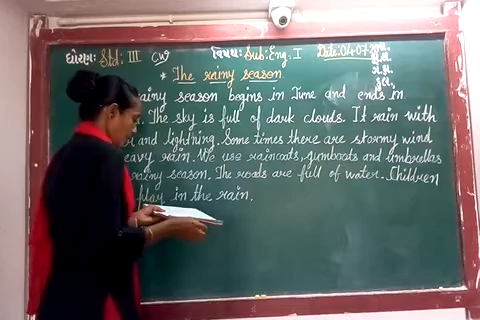 ધોરણ: Std: III CW વિષય: Sub: Eng. I Date: 04-07-20
* The rainy season.
ainy season begins in June and ends in
. The sky is full of dark clouds. It rain with
r and lightning. Some times there are stormy wind
eavy rain. We use raincoats, gumboots and umbrellas
rainy season. The roads are full of water. Children
play in the rain.